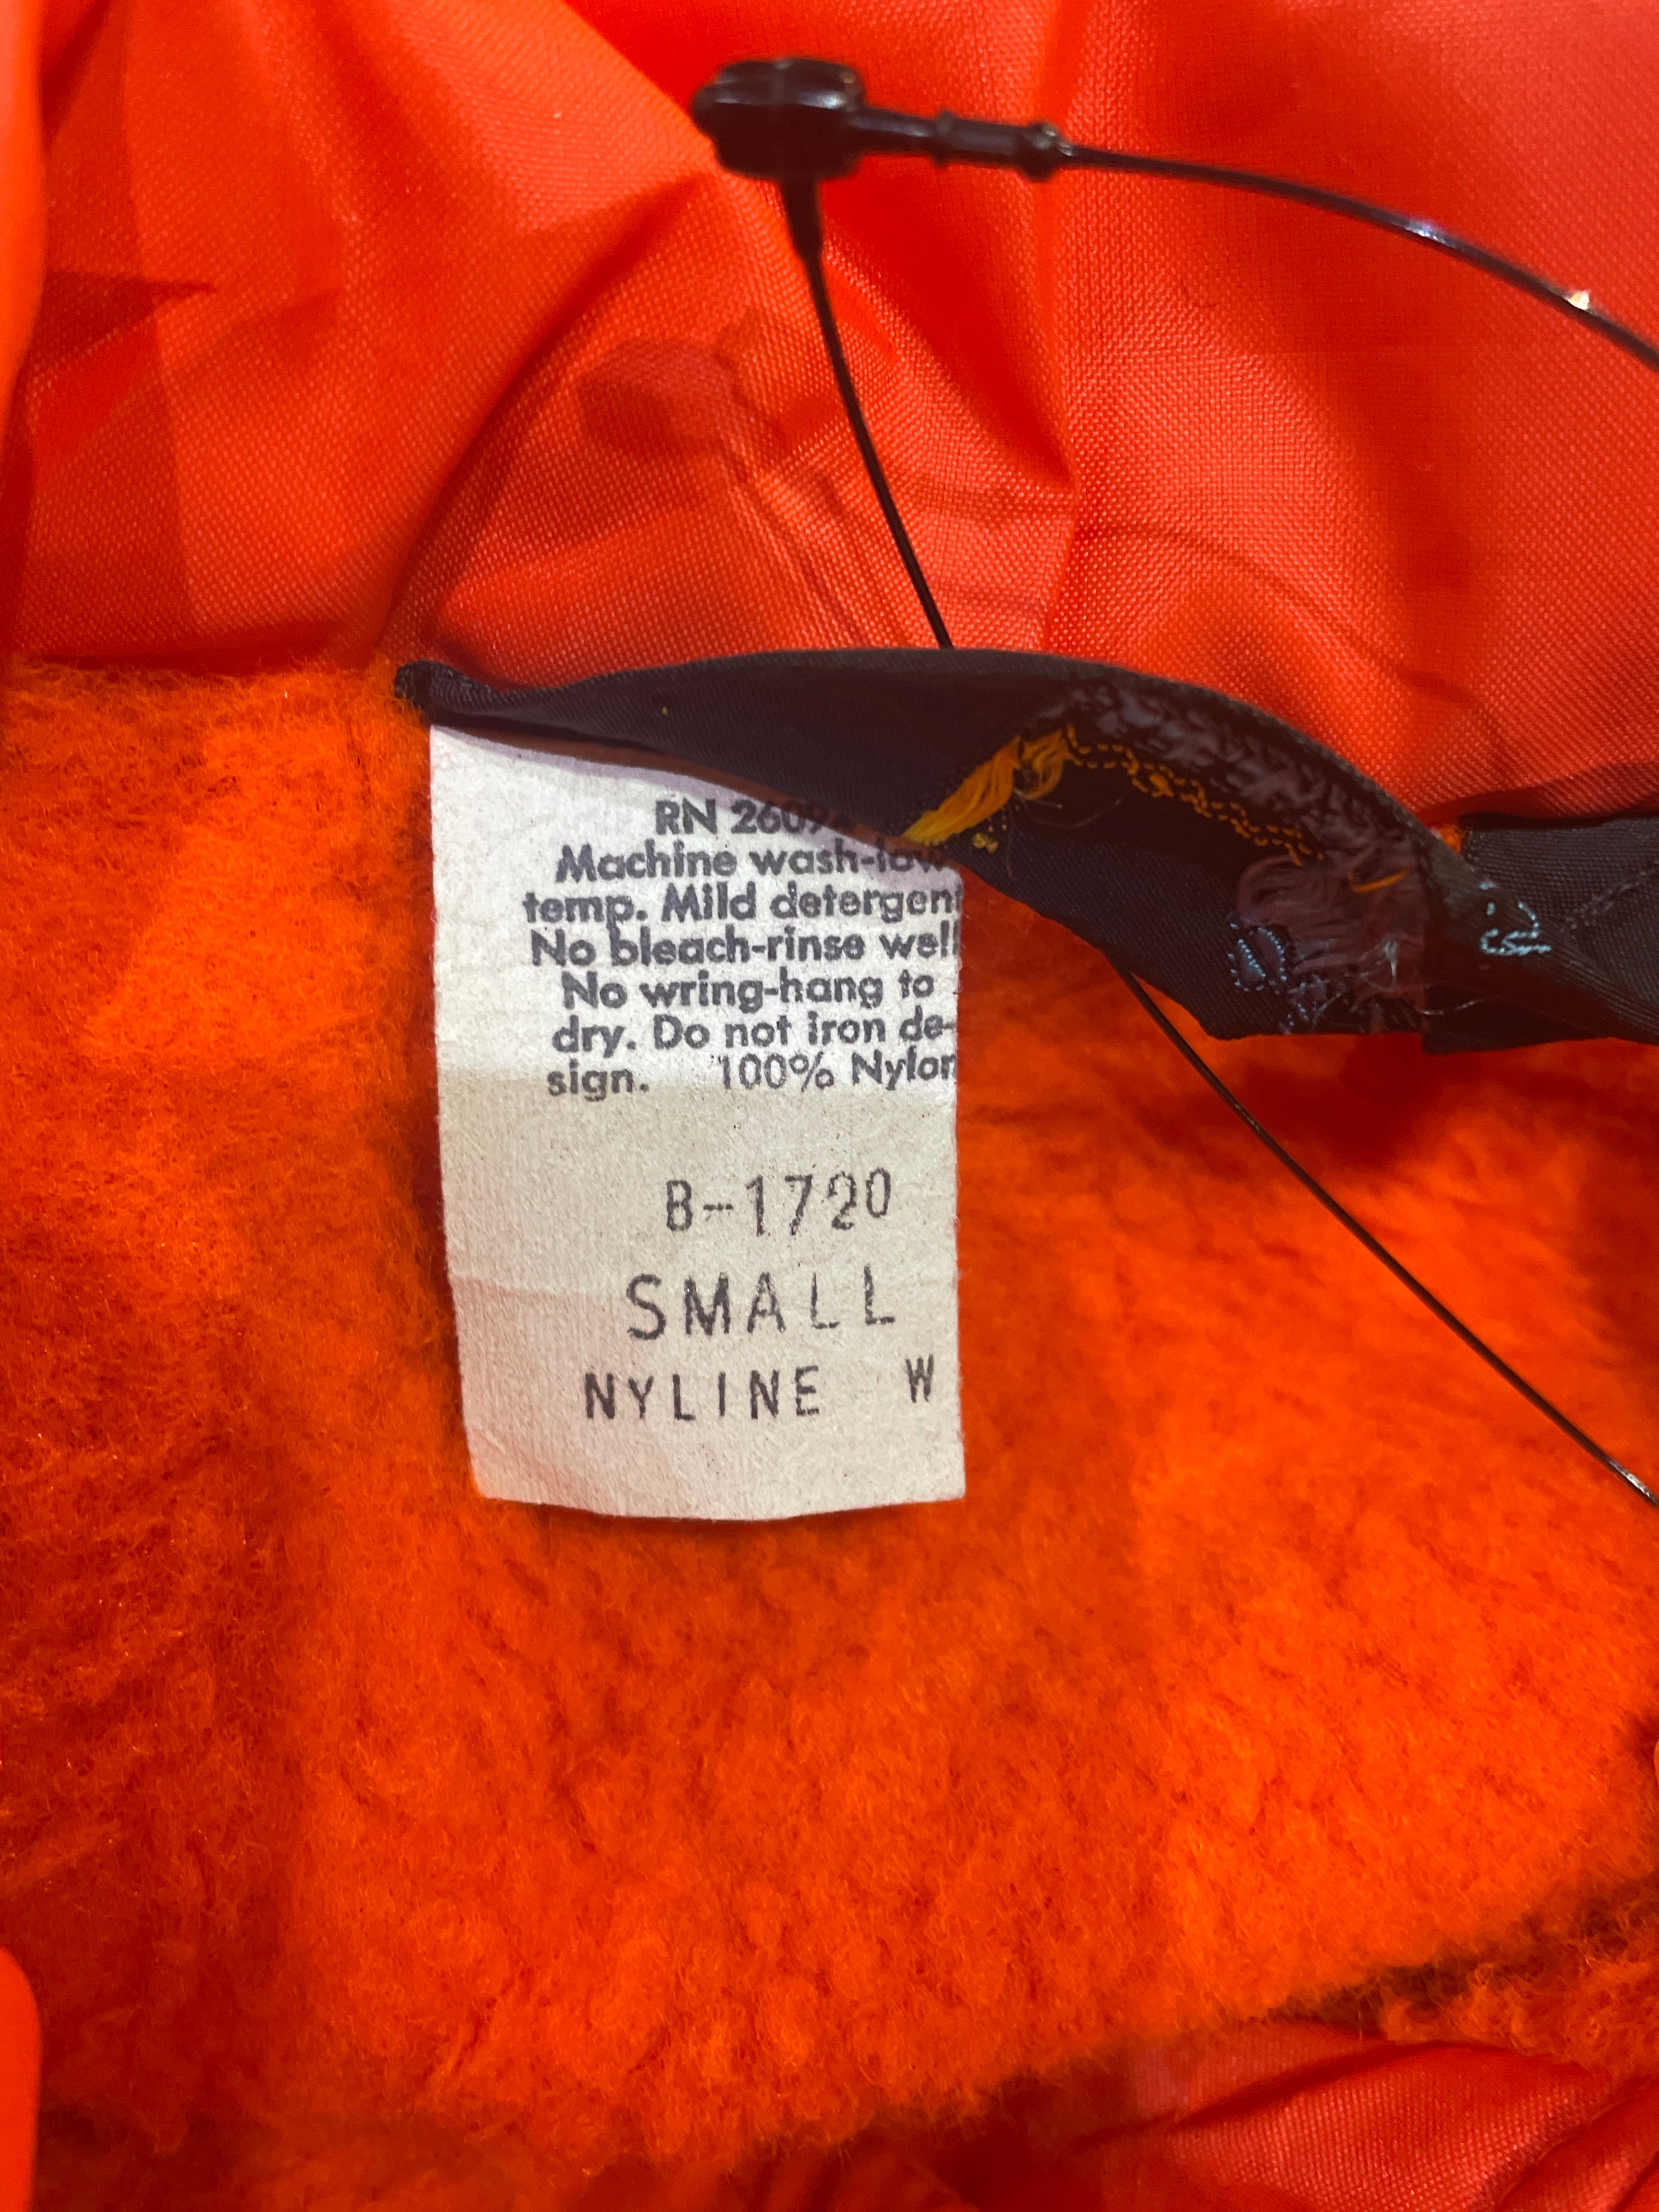 RN 26094
Machine wash-low
temp. Mild detergent
No bleach-rinse well
No wring-hang to
dry. Do not iron de-
sign. 100% Nylon
B-1720
SMALL
NYLINE W